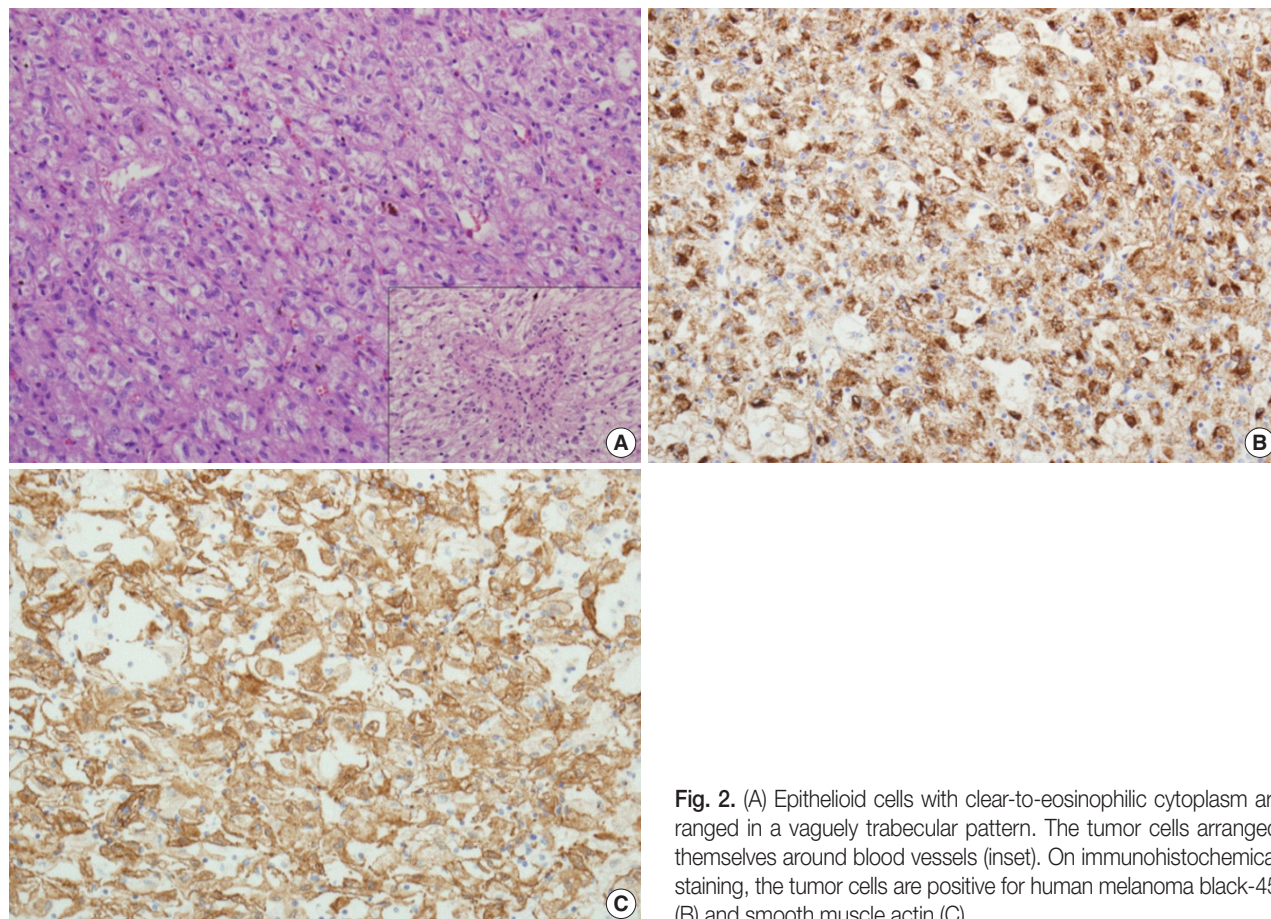 A
B
C
Fig. 2. (A) Epithelioid cells with clear-to-eosinophilic cytoplasm ar
ranged in a vaguely trabecular pattern. The tumor cells arranged
themselves around blood vessels (inset). On immunohistochemica
staining, the tumor cells are positive for human melanoma black-45
(B) and smooth muscle actin (C).